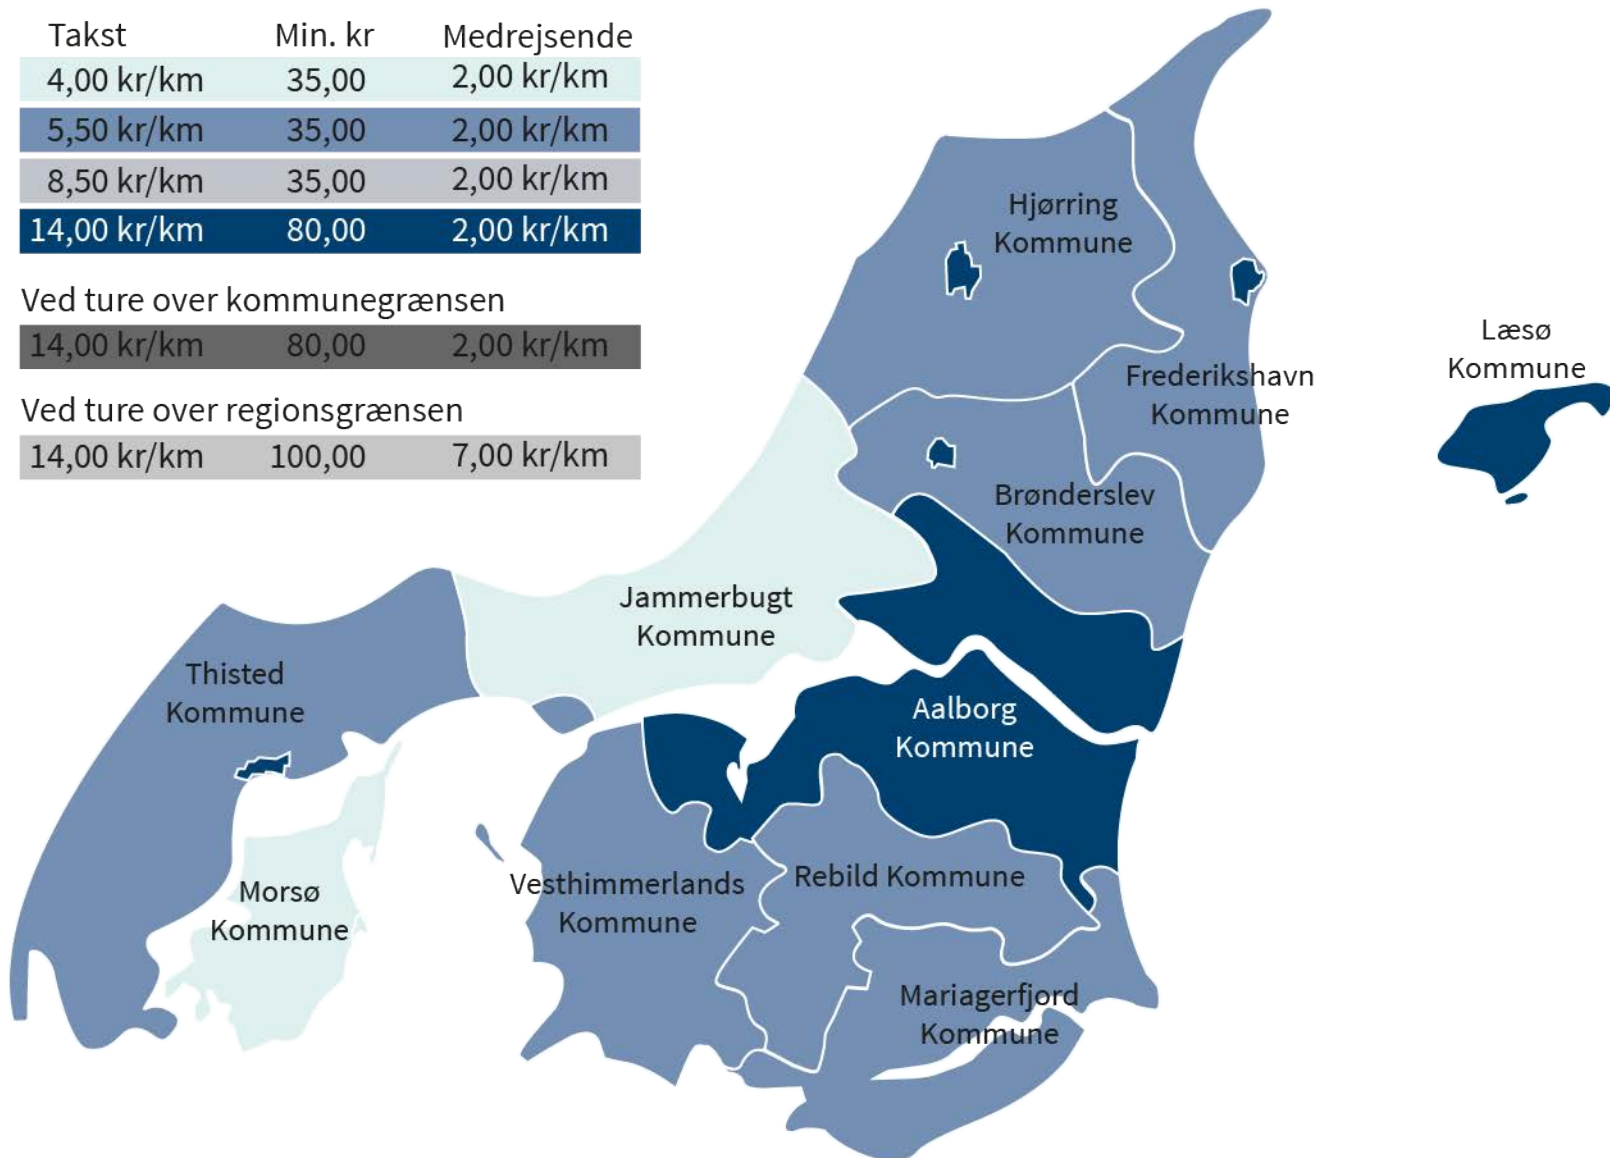 Takst Min. kr Medrejsende
4,00 kr/km 35,00 2,00 kr/km
5,50 kr/km 35,00 2,00 kr/km
8,50 kr/km 35,00 2,00 kr/km
14,00 kr/km 80,00 2,00 kr/km
Ved ture over kommunegrænsen
14,00 kr/km 80,00 2,00 kr/km
Ved ture over regionsgrænsen
14,00 kr/km 100,00 7,00 kr/km
Hjørring
Kommune
Frederikshavn
Kommune
Læsø
Kommune
Brønderslev
Kommune
Jammerbugt
Kommune
Thisted
Kommune
Aalborg
Kommune
Morsø
Kommune
Vesthimmerlands
Kommune
Rebild Kommune
Mariagerfjord
Kommune